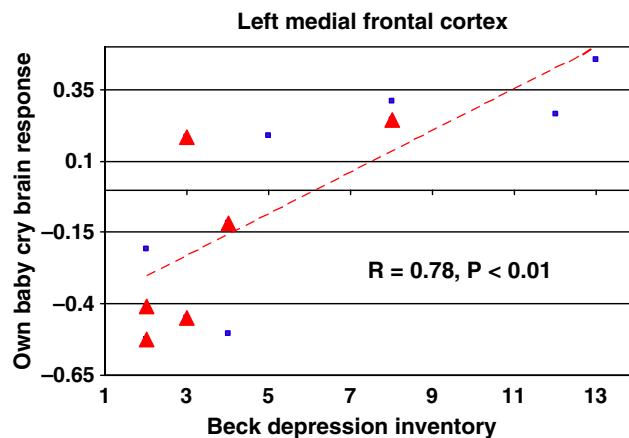 Left medial frontal cortex
Own baby cry brain response
0.35
0.1
−0.15
−0.4
−0.65
R = 0.78, P < 0.01
1 3 5 7 9 11 13
Beck depression inventory